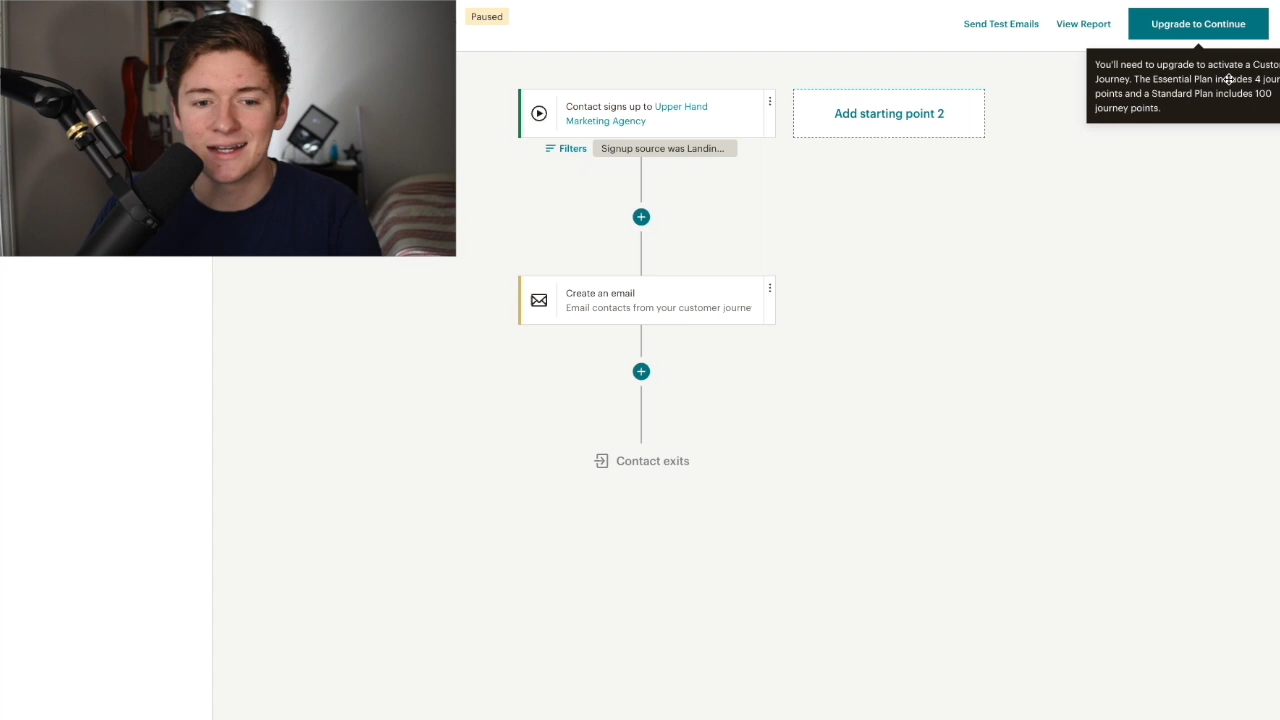 Paused
Send Test Emails
View Report
Upgrade to Continue
You'll need to upgrade to activate a
Journey. The Essential Plan includes 4
points and a Standard Plan includes 100
journey points.
Contact signs up to Upper Hand
Marketing Agency
Add starting point 2
Filters
Signup source was Landin...
Create an email
Email contacts from your customer
Contact exits